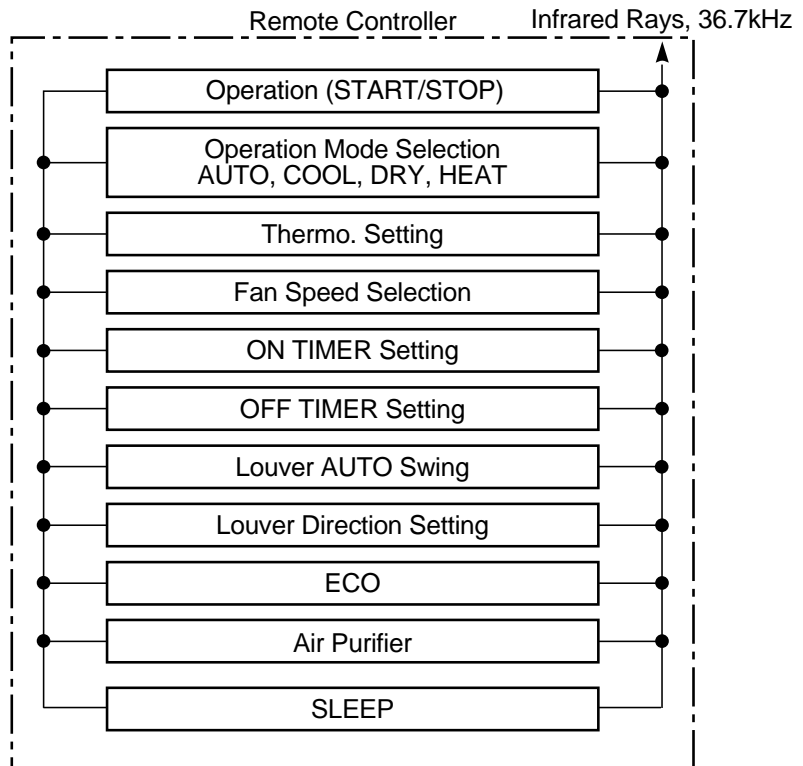 Remote Controller
Infrared Rays, 36.7kHz
Operation (START/STOP)
Operation Mode Selection
AUTO, COOL, DRY, HEAT
Thermo. Setting
Fan Speed Selection
ON TIMER Setting
OFF TIMER Setting
Louver AUTO Swing
Louver Direction Setting
ECO
Air Purifier
SLEEP